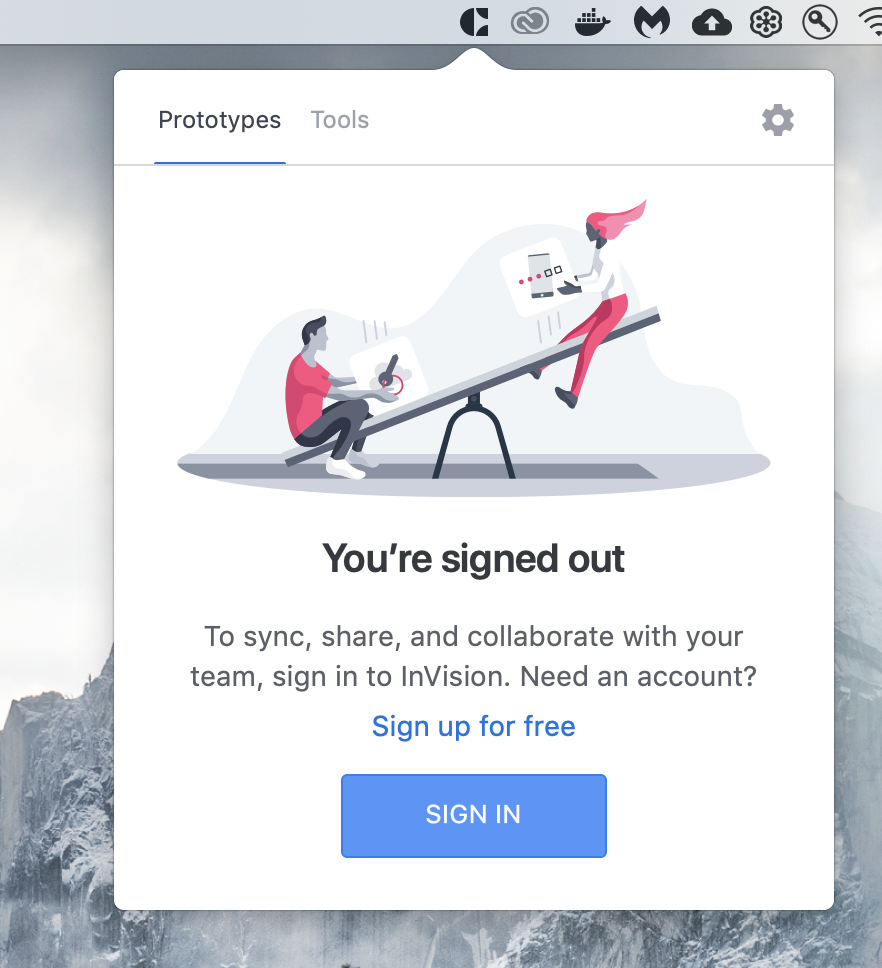 Prototypes Tools
You're signed out
To sync, share, and collaborate with your
team, sign in to InVision. Need an account?
Sign up for free
SIGN IN